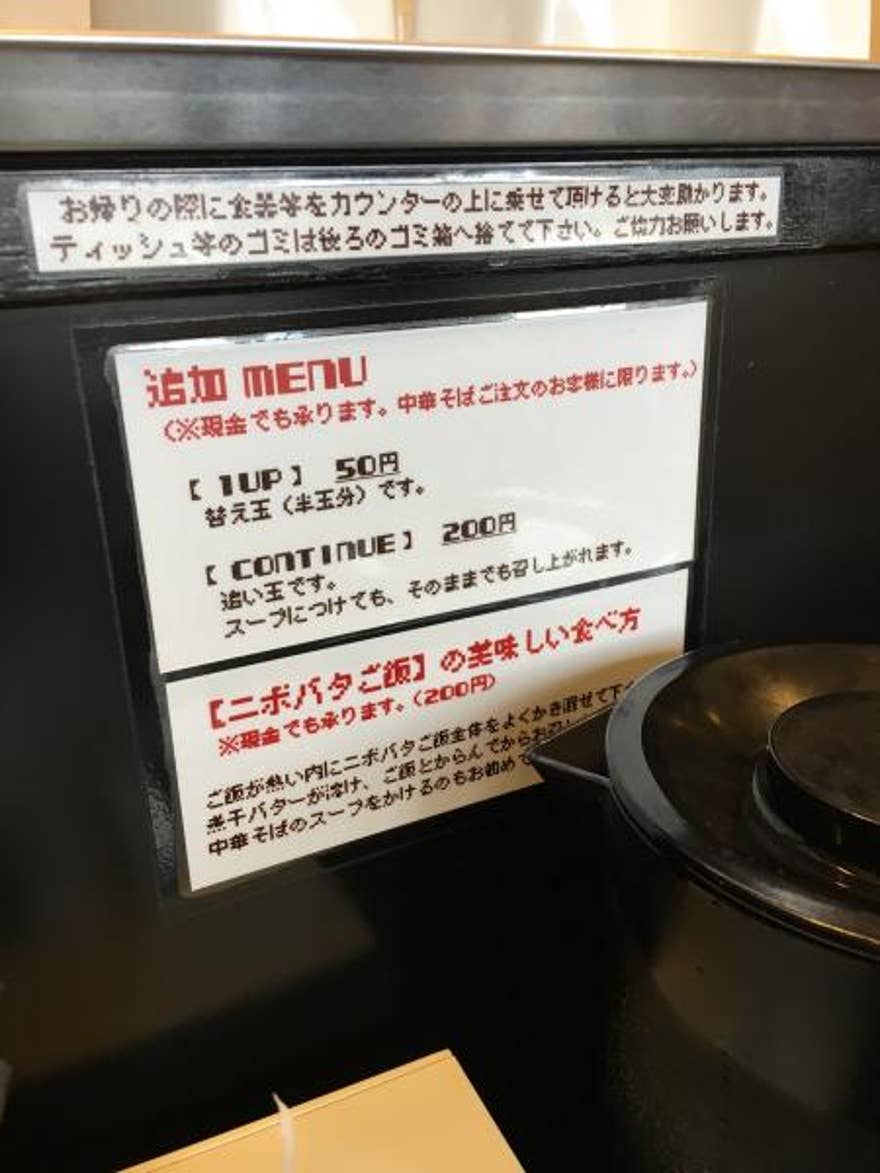 お帰りの際に食器等をカウンターの上に乗せて頂けると大変助かります。
ティッシュ等のゴミは後ろのゴミ箱へ捨てて下さい。ご協力お願いします。
追加 MENU
(※現金でも承ります。中華そばご注文のお客様に限ります。)
【 1UP 】 50円
替え玉(半玉分)です。
【 CONTINUE 】 200円
追い玉です。
スープにつけても、そのままでも召し上がれます。
【ニボバタご飯】の美味しい食べ方
※現金でも承ります。(200円)
ご飯が熱い内にニボバタご飯全体をよくかき混ぜて下
煮干バターが溶け、ご飯とからんでからお
中華そばのスープをかけるのもお勧めで